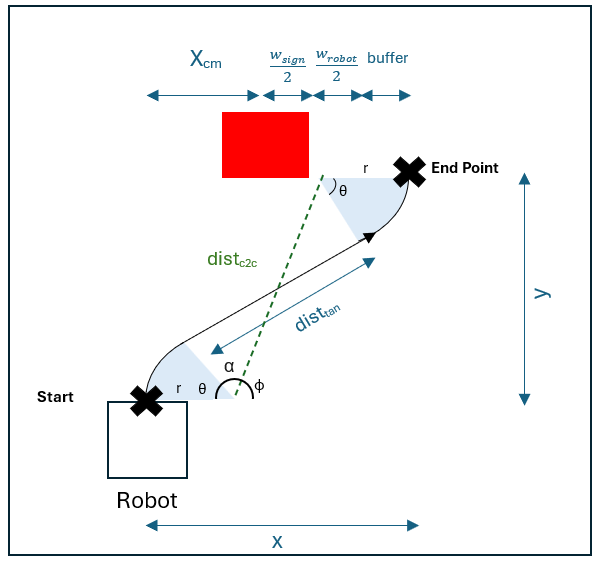 Xcm
wsign/2 wrobot/2 buffer
r
End Point
θ
distc2c
disttan
y
α
Start
r θ ϕ
Robot
x